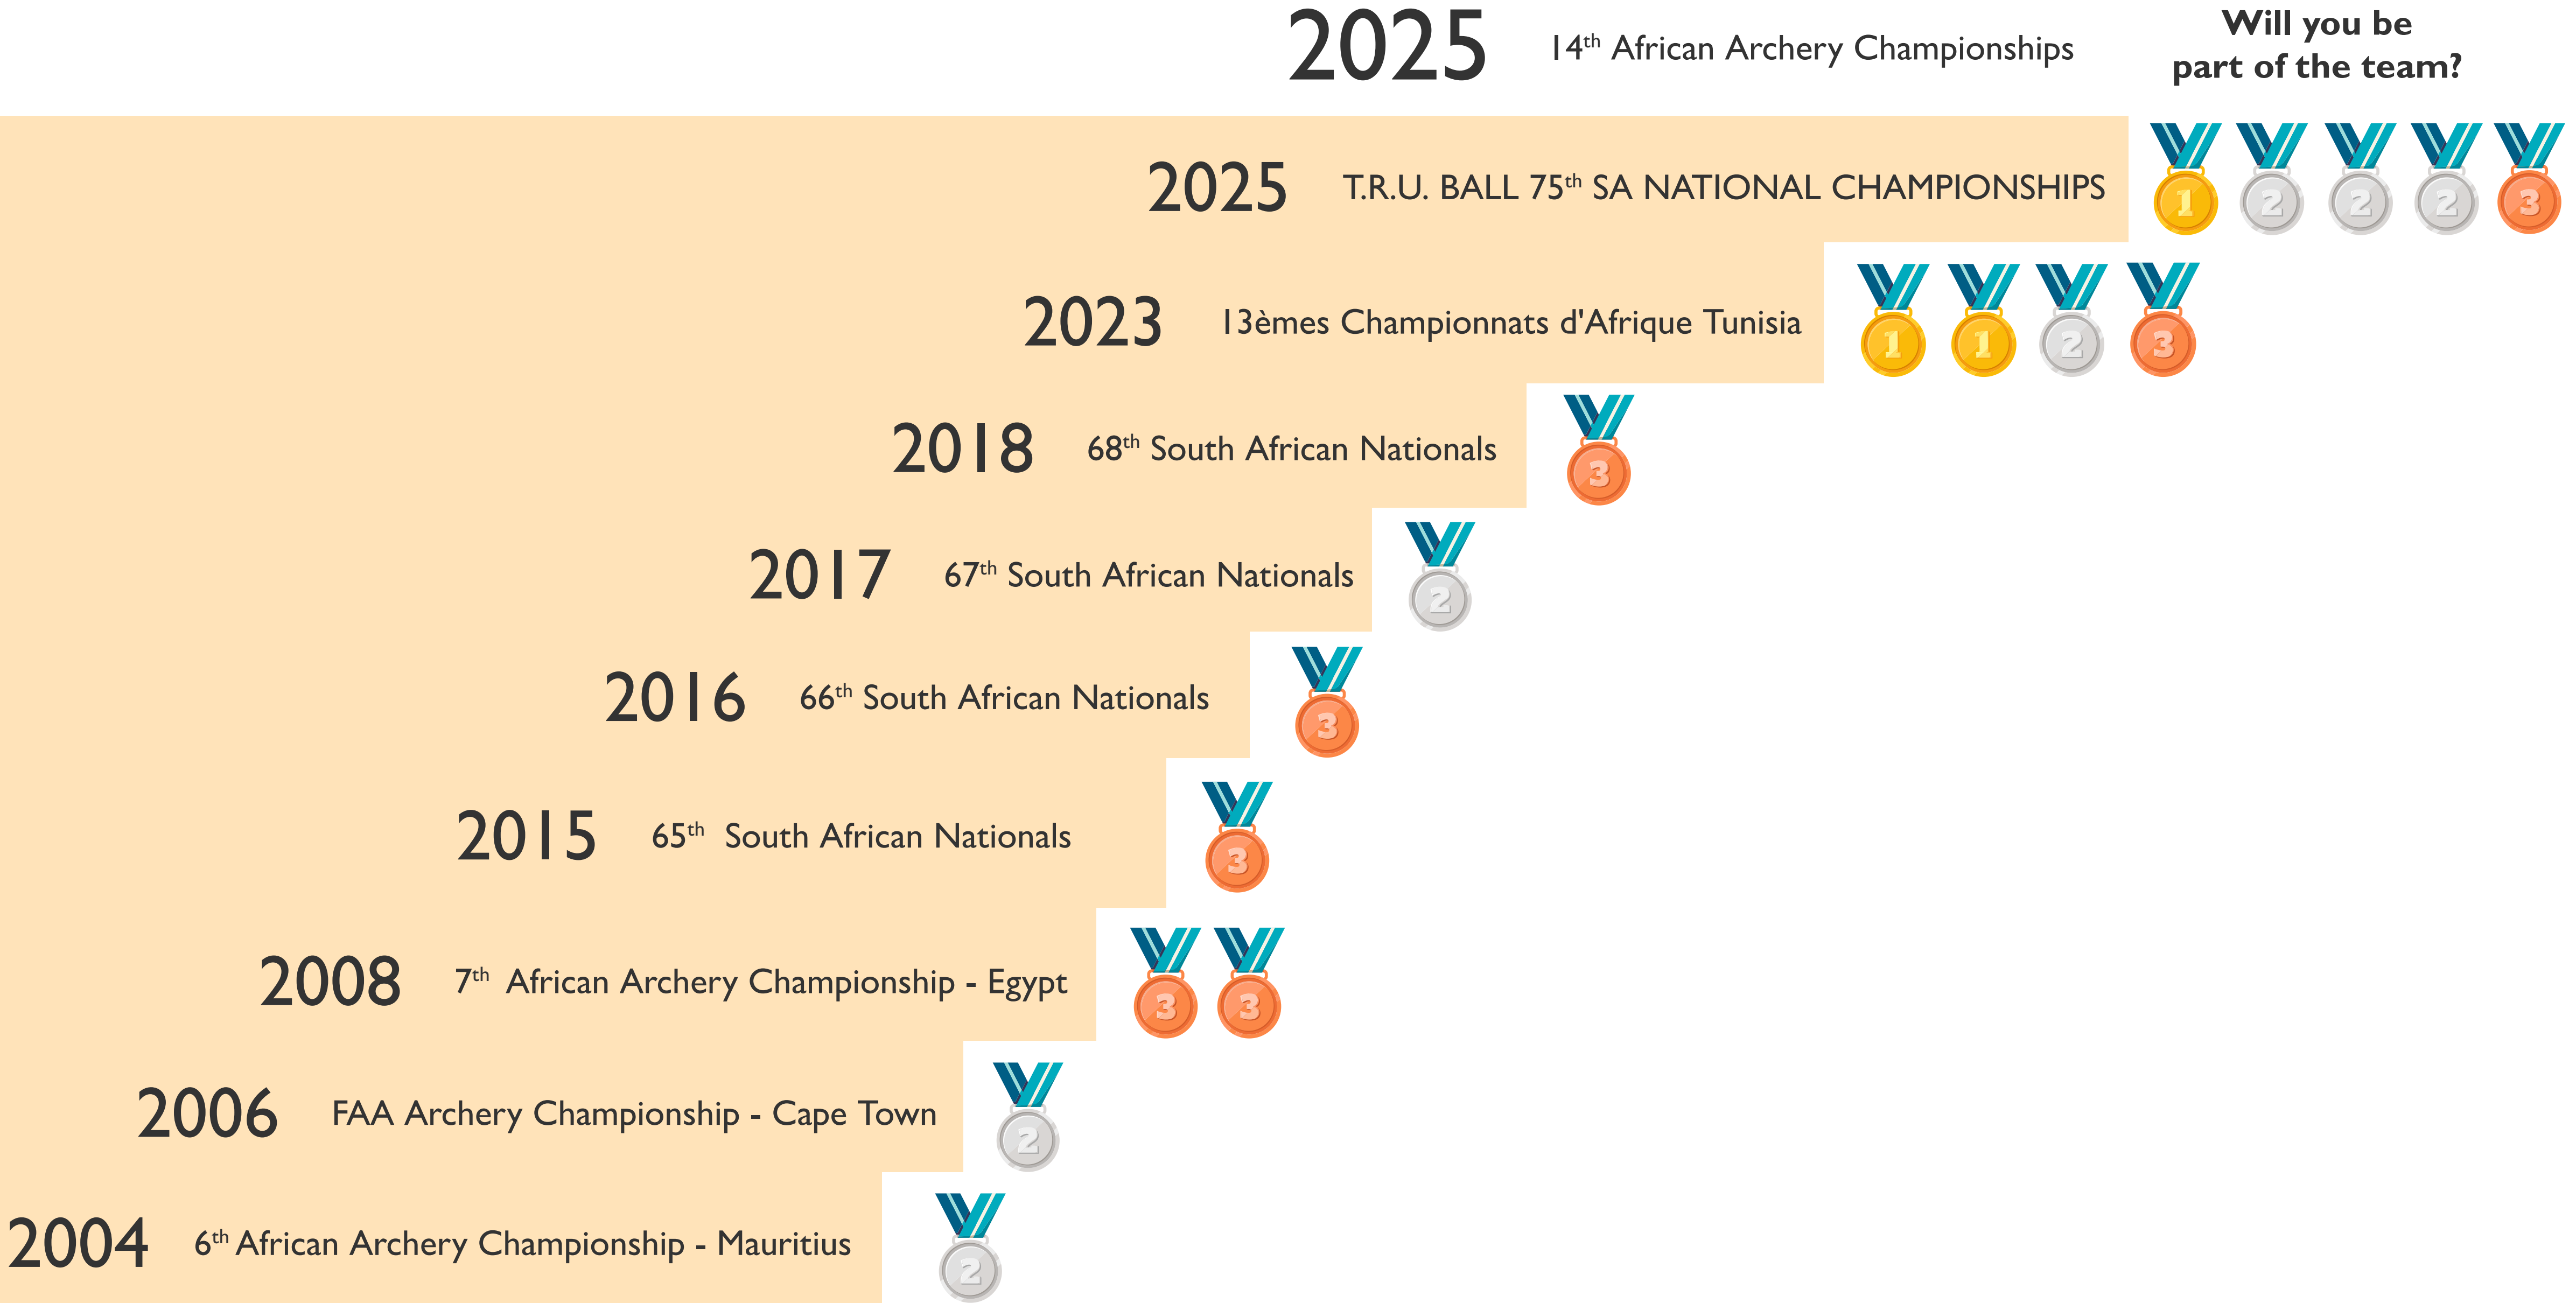 2025 14th African Archery Championships
Will you be
part of the team?
2025 T.R.U. BALL 75th SA NATIONAL CHAMPIONSHIPS 1 2 2 2 3
2023 13èmes Championnats d'Afrique Tunisia 1 1 2 3
2018 68th South African Nationals 3
2017 67th South African Nationals 2
2016 66th South African Nationals 3
2015 65th South African Nationals 3
2008 7th African Archery Championship - Egypt 3 3
2006 FAA Archery Championship - Cape Town 2
2004 6th African Archery Championship - Mauritius 2